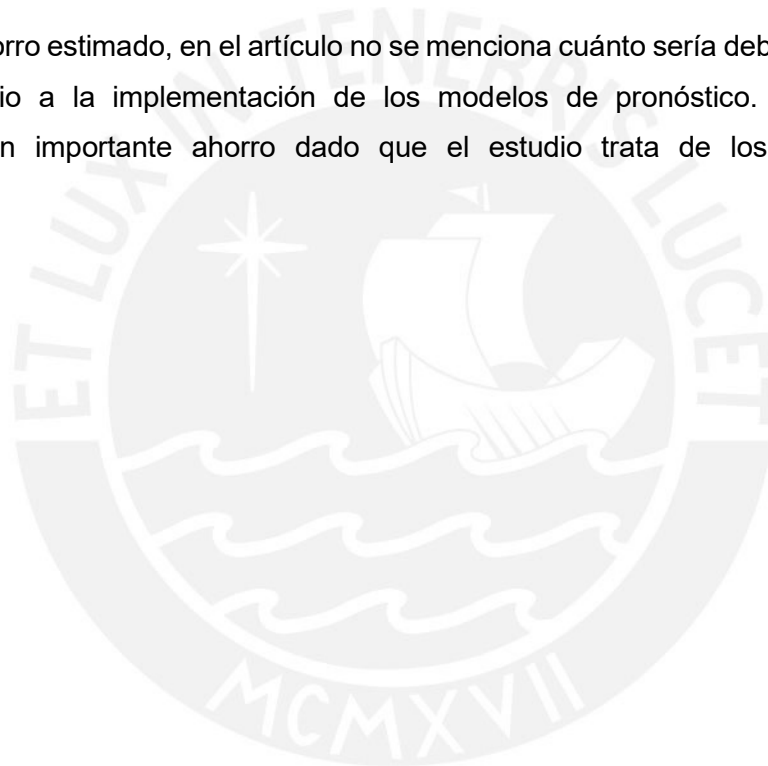 orro estimado, en el artículo no se menciona cuánto sería deb
io a la implementación de los modelos de pronóstico.
n importante ahorro dado que el estudio trata de los
ET LUX IN TENEBRIS LUCET
MCMXVII